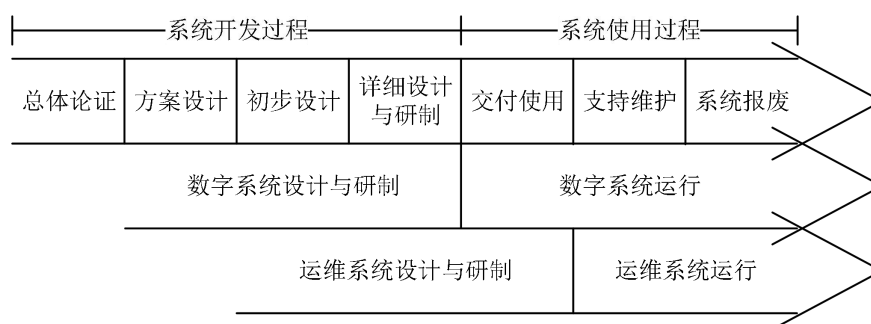 系统开发过程
系统使用过程
总体论证
方案设计
初步设计
详细设计
与研制
交付使用
支持维护
系统报废
数字系统设计与研制
数字系统运行
运维系统设计与研制
运维系统运行